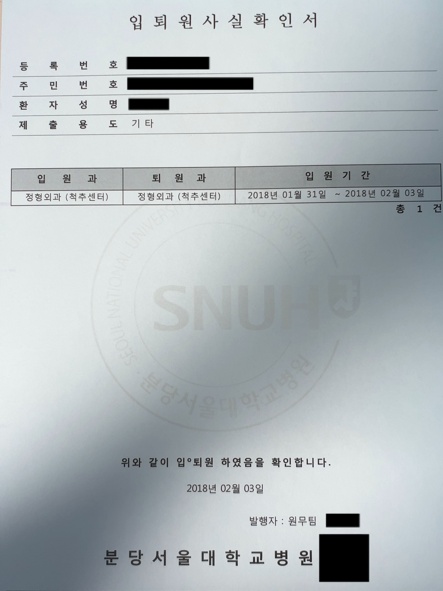 입퇴원사실확인서
등 록 번 호
주 민 번 호
환 자 성 명
제 출 용 도 기타
입 원 과 퇴 원 과 입 원 기 간
정형외과 (척추센터) 정형외과 (척추센터) 2018년 01월 31일 ~ 2018년 02월 03일
총 1 건
SEOUL NATIONAL UNIVERSITY
SNUH
분당서울대학교병원
위와 같이 입°퇴원 하였음을 확인합니다.
2018년 02월 03일
발행자 : 원무팀
분당서울대학교병원